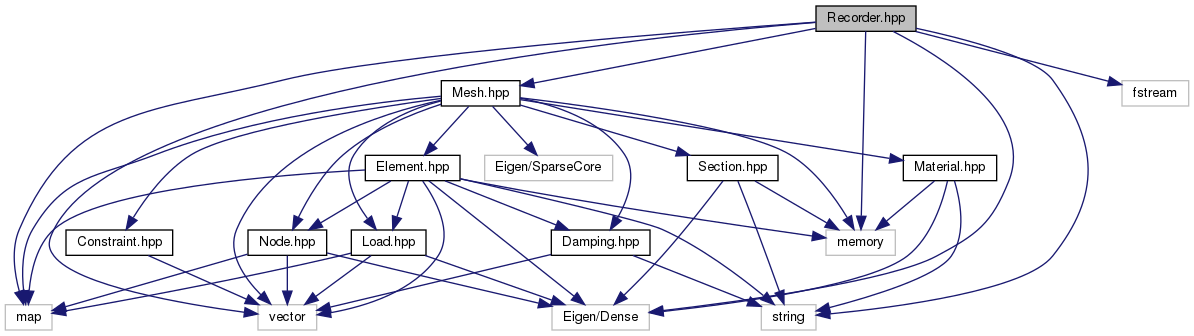 Recorder.hpp
Mesh.hpp
fstream
Element.hpp
Eigen/SparseCore
Section.hpp
Material.hpp
Constraint.hpp
Node.hpp
Load.hpp
Damping.hpp
memory
map
vector
Eigen/Dense
string